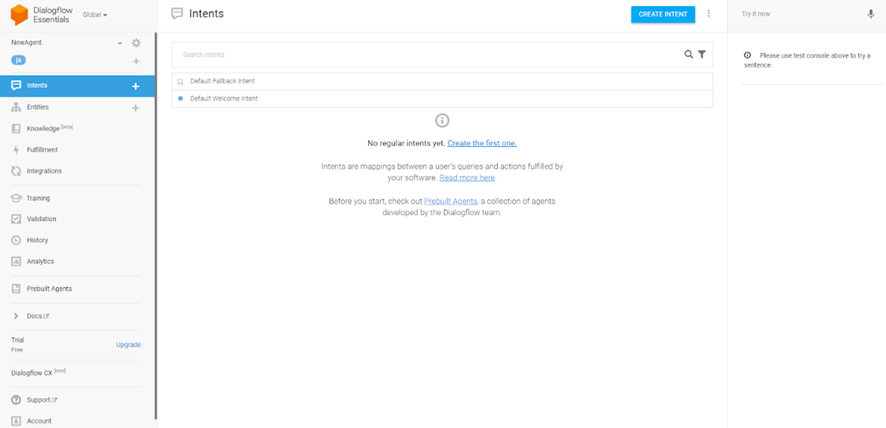 Dialogflow
Essentials
Global
NewAgent
ja
Intents
Entities
Knowledge [beta]
Fulfillment
Integrations
Training
Validation
History
Analytics
Prebuilt Agents
Docs
Trial
Free
Upgrade
Dialogflow CX [new]
Support
Account
Intents
CREATE INTENT
Search intents
Default Fallback Intent
Default Welcome Intent
No regular intents yet. Create the first one.
Intents are mappings between a user's queries and actions fulfilled by
your software. Read more here.
Before you start, check out Prebuilt Agents, a collection of agents
developed by the Dialogflow team.
Try it now
Please use test console above to try a
sentence.